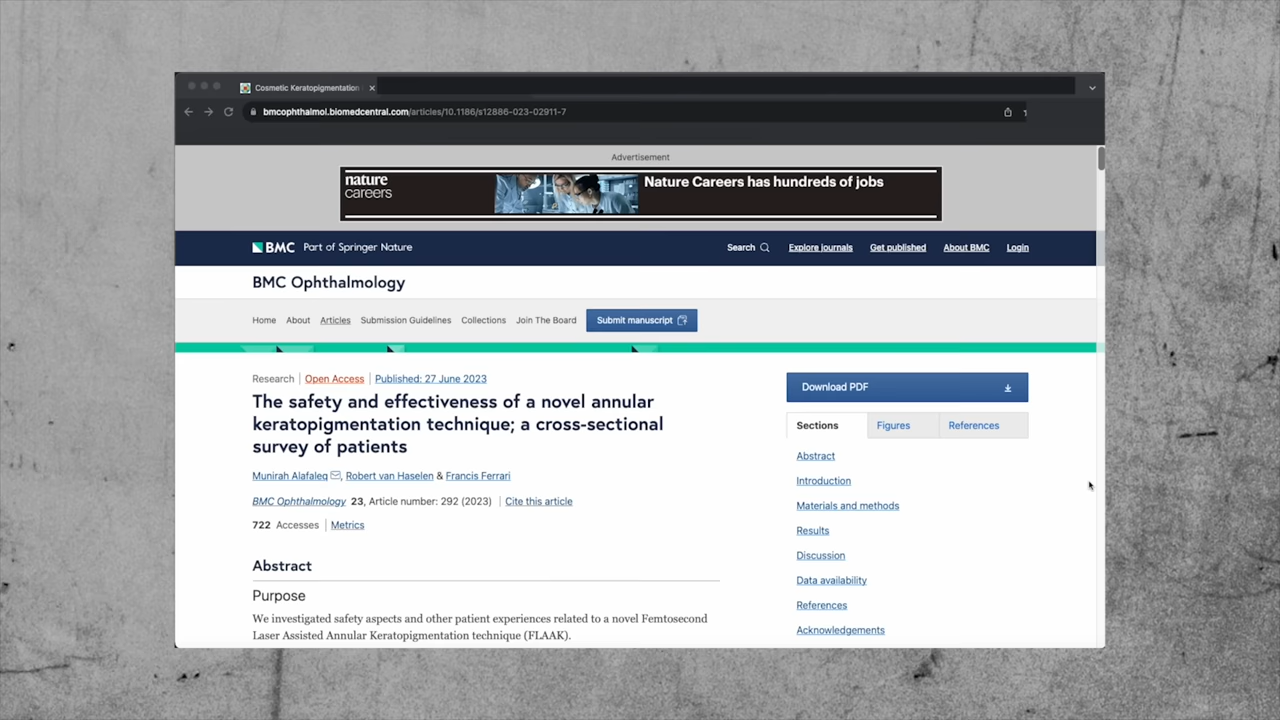 Cosmetic Keratopigmentation
bmcophthalmol.biomedcentral.com/articles/10.1186/s12886-023-02911-7
Advertisement
nature
careers
Nature Careers has hundreds of jobs
BMC Part of Springer Nature
Search Explore journals Get published About BMC Login
BMC Ophthalmology
Home About Articles Submission Guidelines Collections Join The Board Submit manuscript
Research Open Access Published: 27 June 2023
The safety and effectiveness of a novel annular
keratopigmentation technique; a cross-sectional
survey of patients
Munirah Alafaleq, Robert van Haselen & Francis Ferrari
BMC Ophthalmology 23, Article number: 292 (2023) Cite this article
722 Accesses Metrics
Abstract
Purpose
We investigated safety aspects and other patient experiences related to a novel Femtosecond
Laser Assisted Annular Keratopigmentation technique (FLAAK).
Download PDF
Sections Figures References
Abstract
Introduction
Materials and methods
Results
Discussion
Data availability
References
Acknowledgements